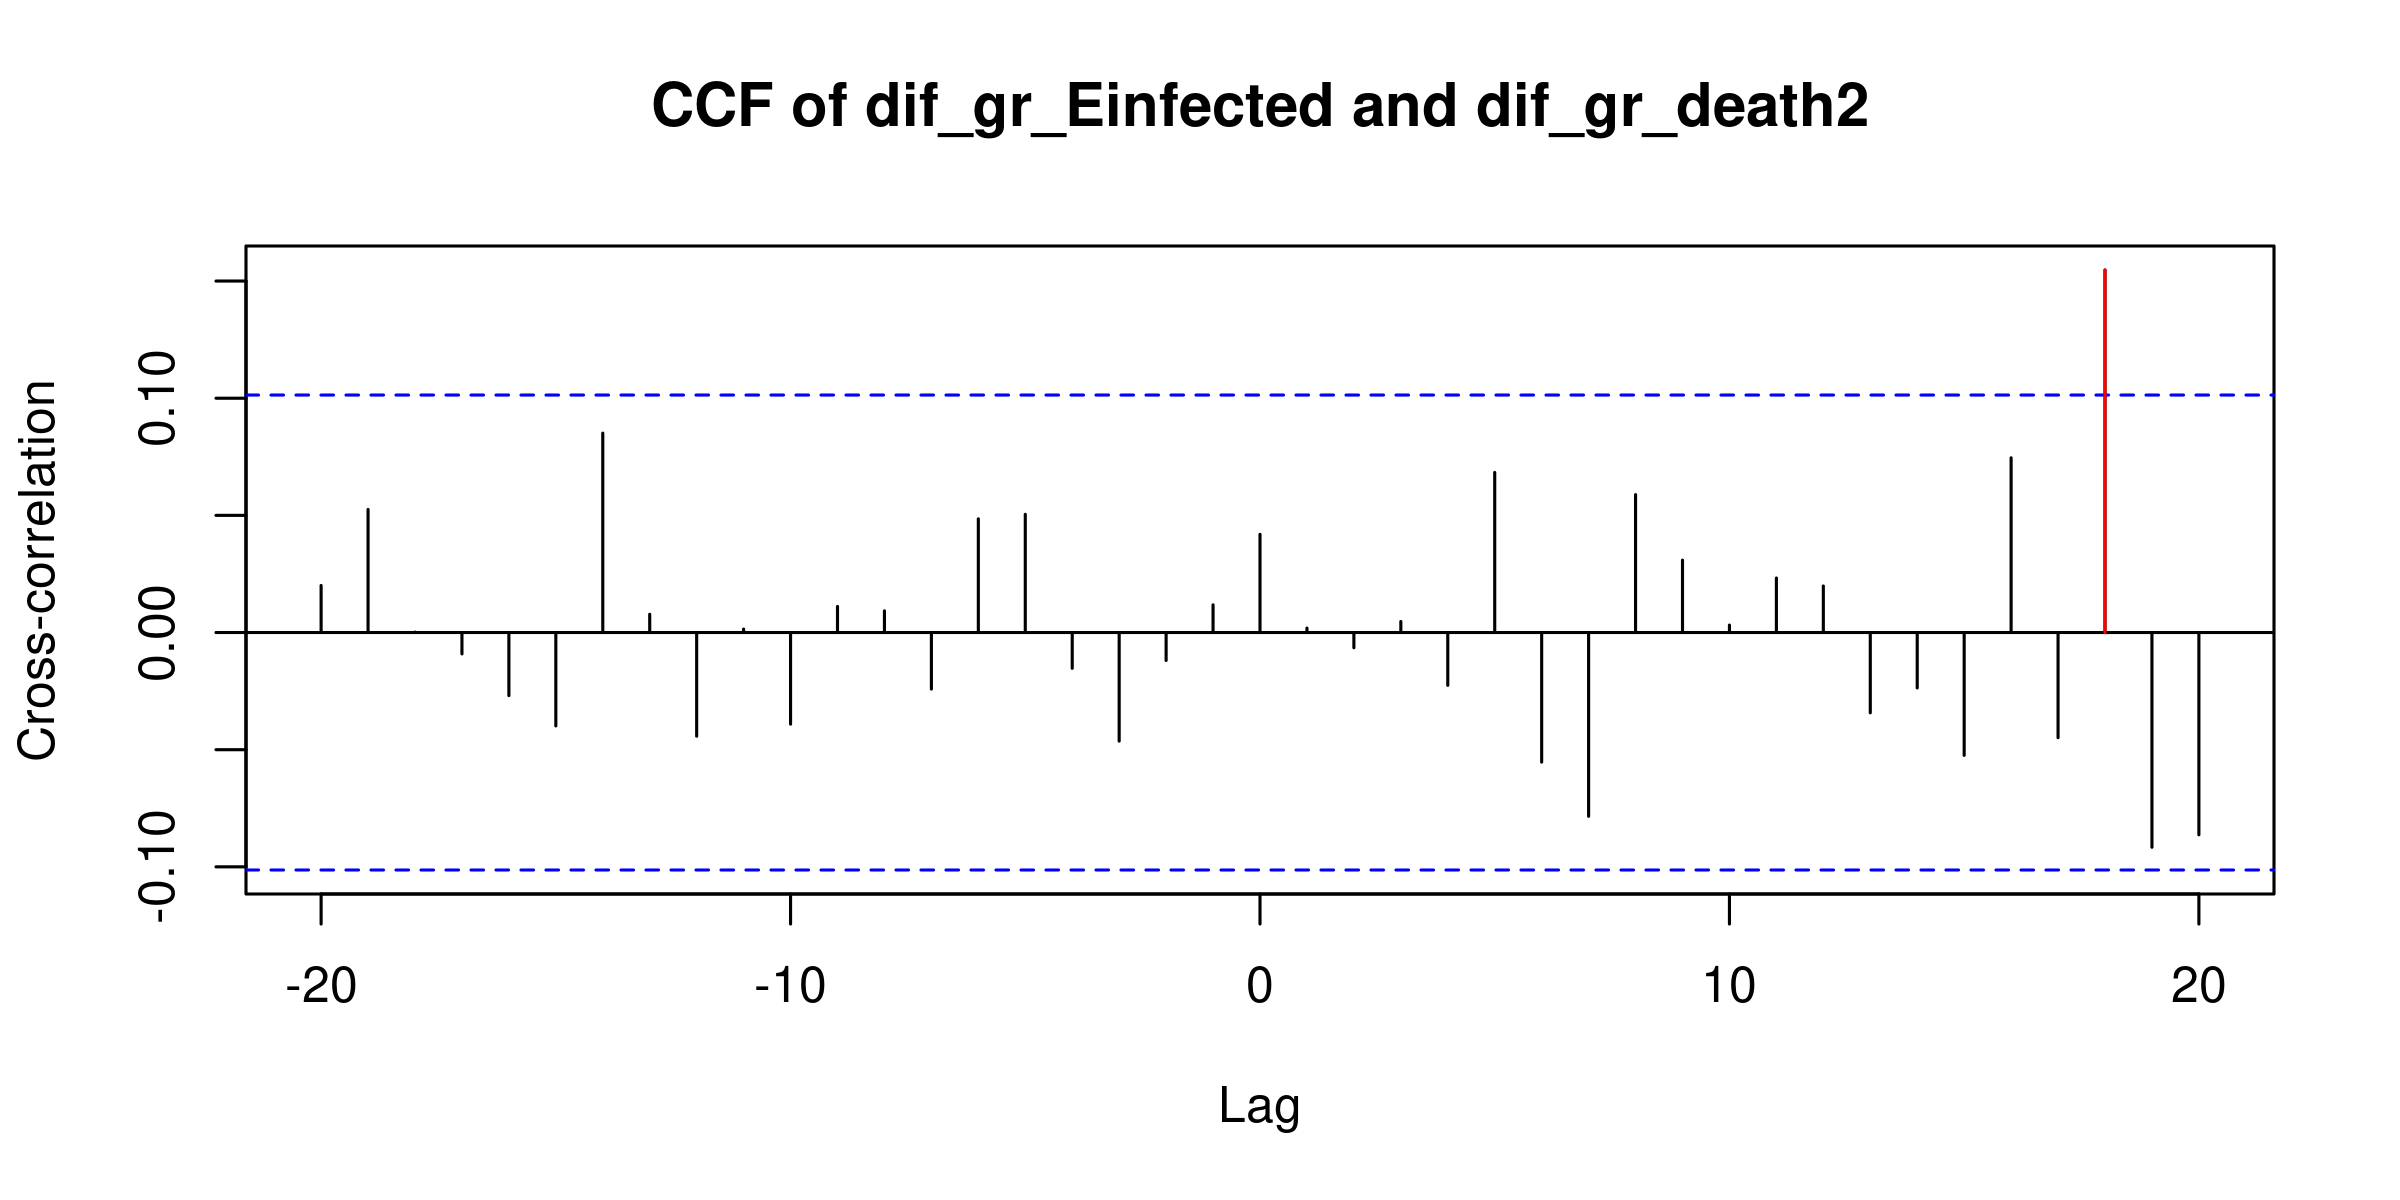 CCF of dif_gr_Einfected and dif_gr_death2
Cross-correlation
0.10
0.00
-0.10
-20 -10 0 10 20
Lag